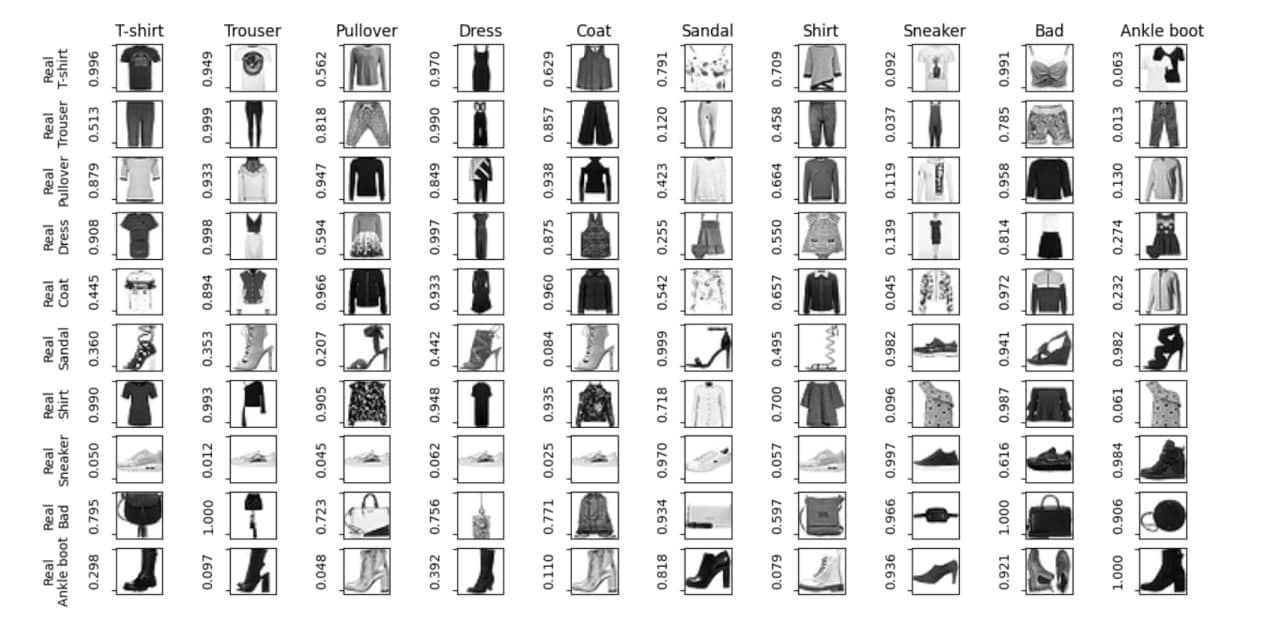 T-shirt Trouser Pullover Dress Coat Sandal Shirt Sneaker Bad Ankle boot
Real
T-shirt
0.996 0.949 0.562 0.970 0.629 0.791 0.709 0.092 0.991 0.063
Real
Trouser
0.513 0.999 0.818 0.990 0.857 0.120 0.458 0.037 0.785 0.013
Real
Pullover
0.879 0.933 0.947 0.849 0.938 0.423 0.664 0.119 0.958 0.130
Real
Dress
0.908 0.998 0.594 0.997 0.875 0.255 0.550 0.139 0.814 0.274
Real
Coat
0.445 0.894 0.966 0.933 0.960 0.542 0.657 0.045 0.972 0.232
Real
Sandal
0.360 0.353 0.207 0.442 0.084 0.999 0.495 0.982 0.941 0.982
Real
Shirt
0.990 0.993 0.905 0.948 0.935 0.718 0.700 0.096 0.987 0.061
Real
Sneaker
0.050 0.012 0.045 0.062 0.025 0.970 0.057 0.997 0.616 0.984
Real
Bad
0.795 1.000 0.723 0.756 0.771 0.934 0.597 0.966 1.000 0.906
Real
Ankle boot
0.298 0.097 0.048 0.392 0.110 0.818 0.079 0.936 0.921 1.000